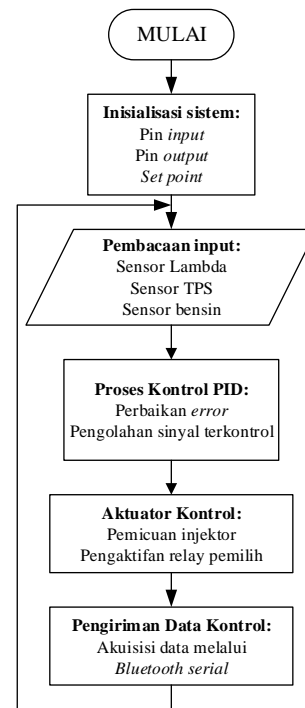 MULAI
Inisialisasi sistem:
Pin input
Pin output
Set point
Pembacaan input:
Sensor Lambda
Sensor TPS
Sensor bensin
Proses Kontrol PID:
Perbaikan error
Pengolahan sinyal terkontrol
Aktuator Kontrol:
Pemicuan injektor
Pengaktifan relay pemilih
Pengiriman Data Kontrol:
Akuisisi data melalui
Bluetooth serial